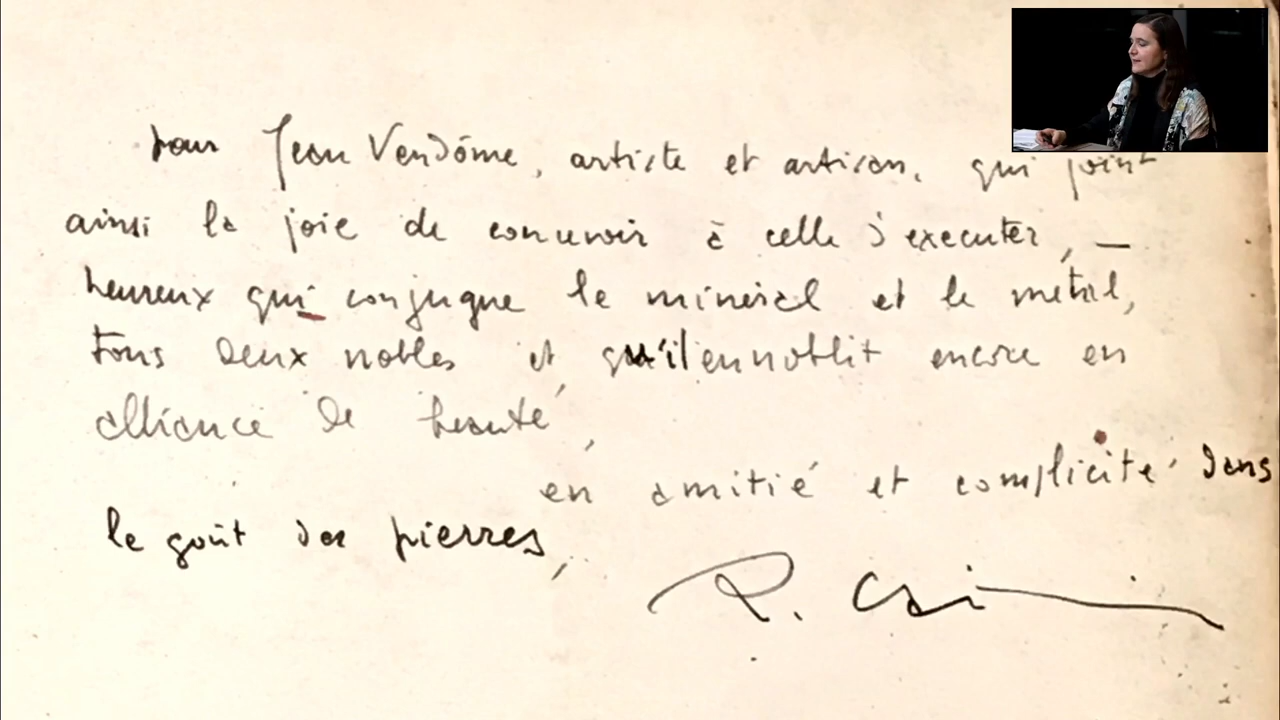 pour Jean Vendôme, artiste et artisan, qui joint
ainsi la joie de concevoir à celle d'executer, —
heureux qui conjugue le minéral et le métal,
tous deux nobles et qu'il ennoblit encore en
alliance de beauté,
en amitié et complicité dans
le goût des pierres,
R. Cai